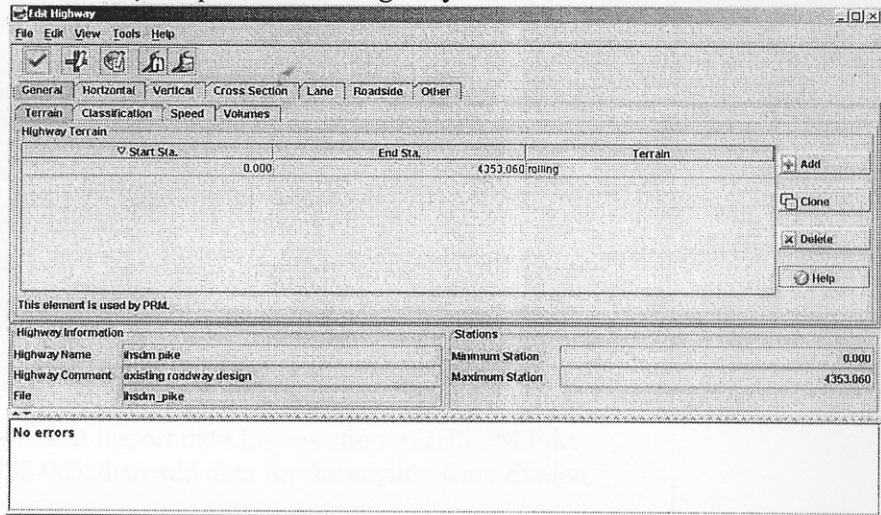 Edit Highway
File Edit View Tools Help
General Horizontal Vertical Cross Section Lane Roadside Other
Terrain Classification Speed Volumes
Highway Terrain
Start Sta. End Sta. Terrain
0.000 4353.060 rolling
Add
Clone
Delete
Help
This element is used by PRM.
Highway Information
Highway Name ihsdm pike
Highway Comment existing roadway design
File ihsdm_pike
Stations
Minimum Station 0.000
Maximum Station 4353.060
No errors